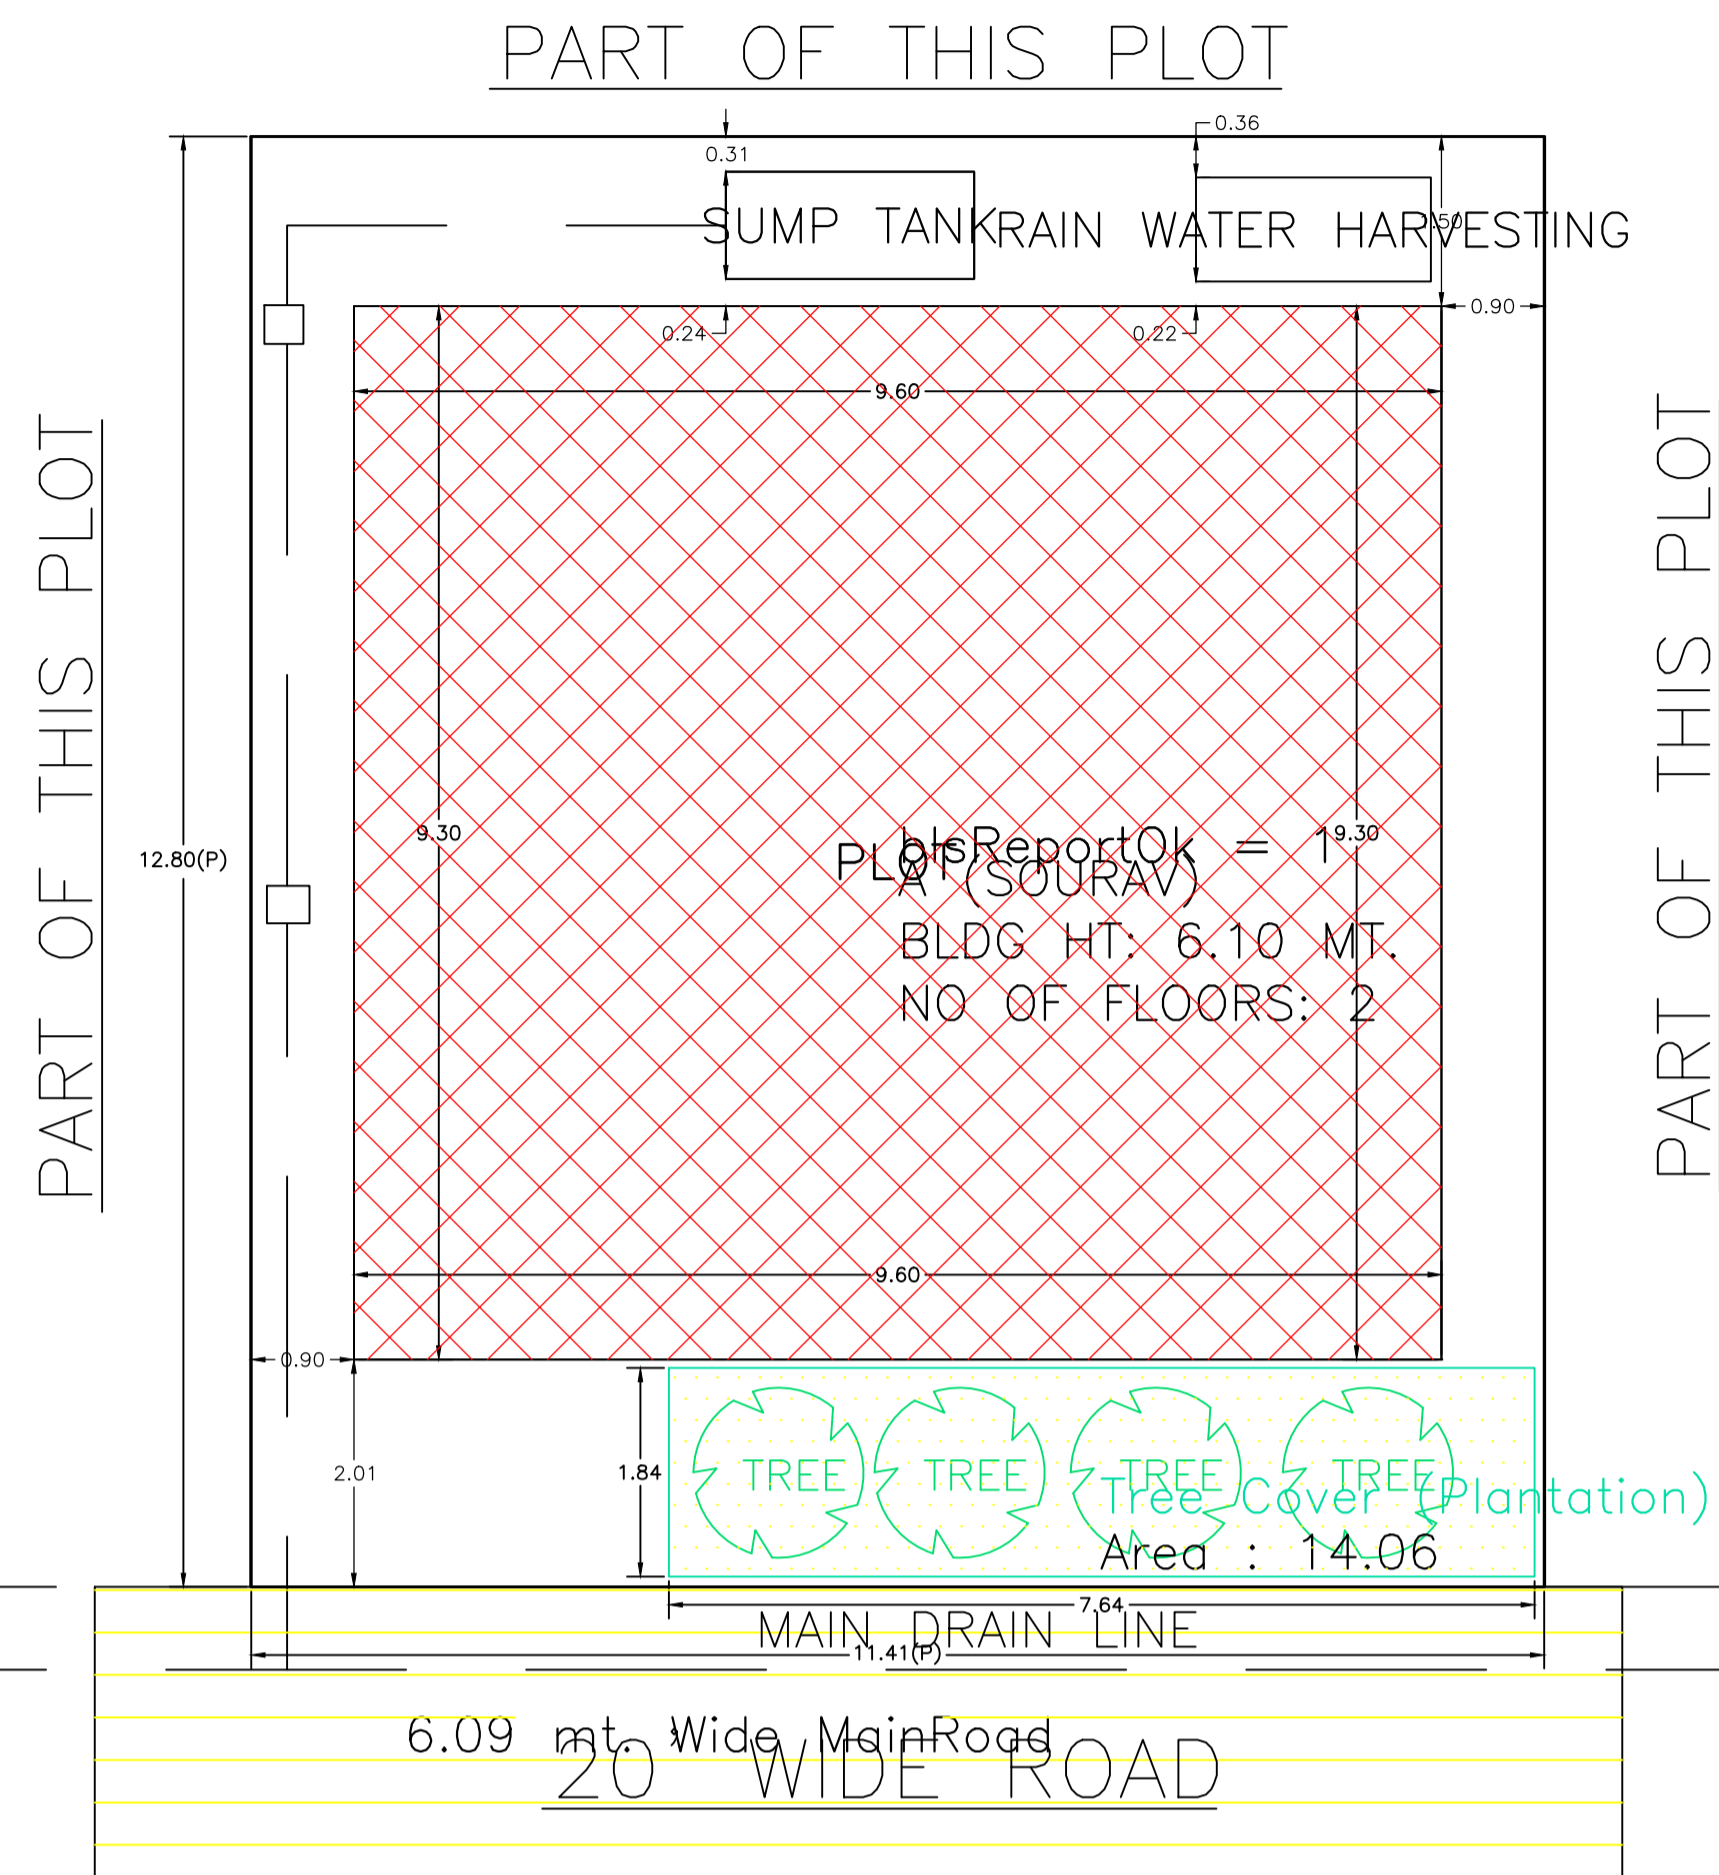 PART OF THIS PLOT
0.36
0.31
SUMP TANK
RAIN WATER HARVESTING
1.50
0.90
0.24
0.22
9.60
PART OF THIS PLOT
PART OF THIS PLOT
9.30
9.30
12.80(P)
PLOT
blsReportOk = 1
A (SOURAV)
BLDG HT: 6.10 MT.
NO OF FLOORS: 2
9.60
0.90
2.01
1.84
TREE
TREE
TREE
TREE
Tree Cover (Plantation)
Area : 14.06
7.64
MAIN DRAIN LINE
11.41(P)
6.09 mt. Wide MainRoad
20' WIDE ROAD